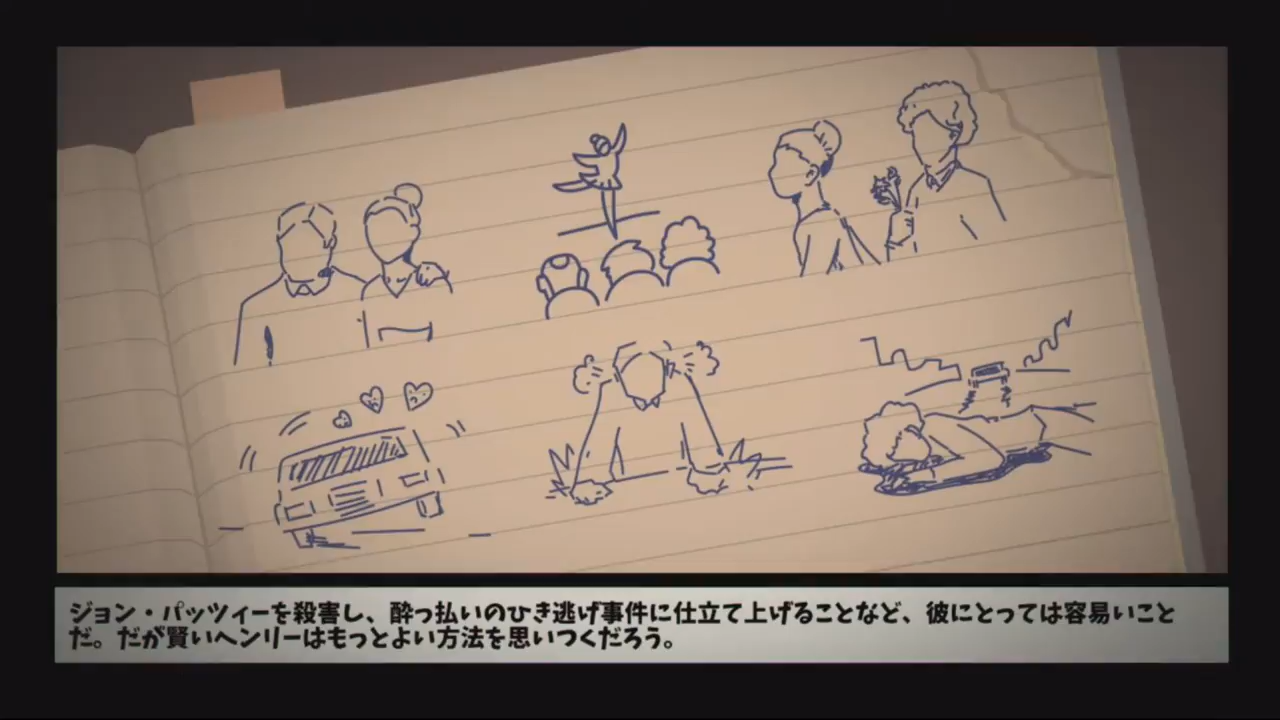 ジョン・パッツィーを殺害し、酔っ払いのひき逃げ事件に仕立て上げることなど、彼にとっては容易いこと
だ。だが賢いヘンリーはもっとよい方法を思いつくだろう。